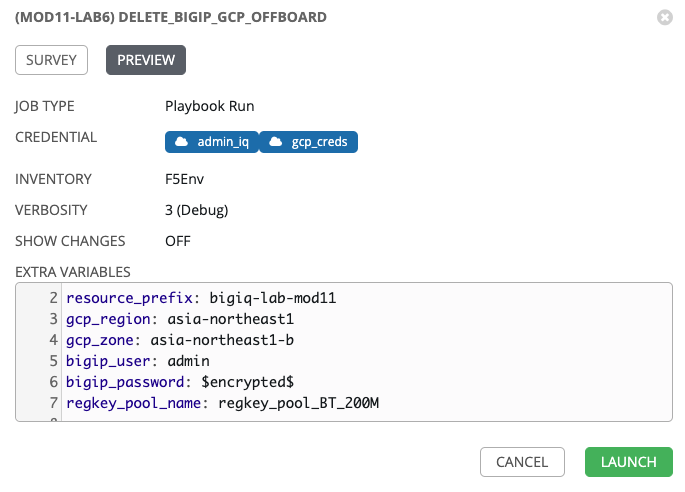 (MOD11-LAB6) DELETE_BIGIP_GCP_OFFBOARD
SURVEY PREVIEW
JOB TYPE Playbook Run
CREDENTIAL admin_iq gcp_creds
INVENTORY F5Env
VERBOSITY 3 (Debug)
SHOW CHANGES OFF
EXTRA VARIABLES
2 resource_prefix: bigiq-lab-mod11
3 gcp_region: asia-northeast1
4 gcp_zone: asia-northeast1-b
5 bigip_user: admin
6 bigip_password: $encrypted$
7 regkey_pool_name: regkey_pool_BT_200M
CANCEL LAUNCH